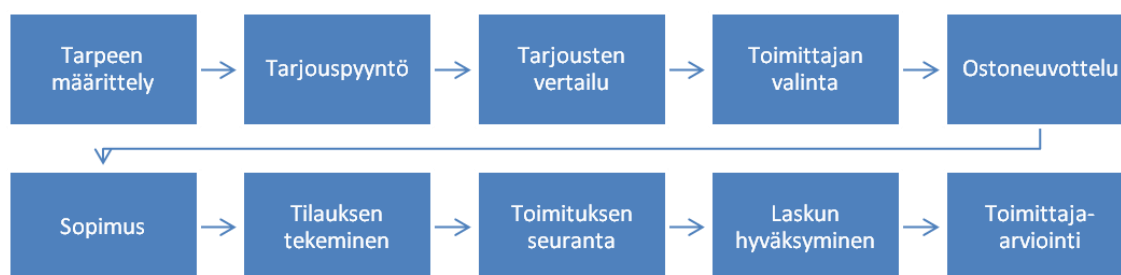 Tarpeen
määrittely
Tarjouspyyntö
Tarjousten
vertailu
Toimittajan
valinta
Ostoneuvottelu
Sopimus
Tilauksen
tekeminen
Toimituksen
seuranta
Laskun
hyväksyminen
Toimittaja-
arviointi